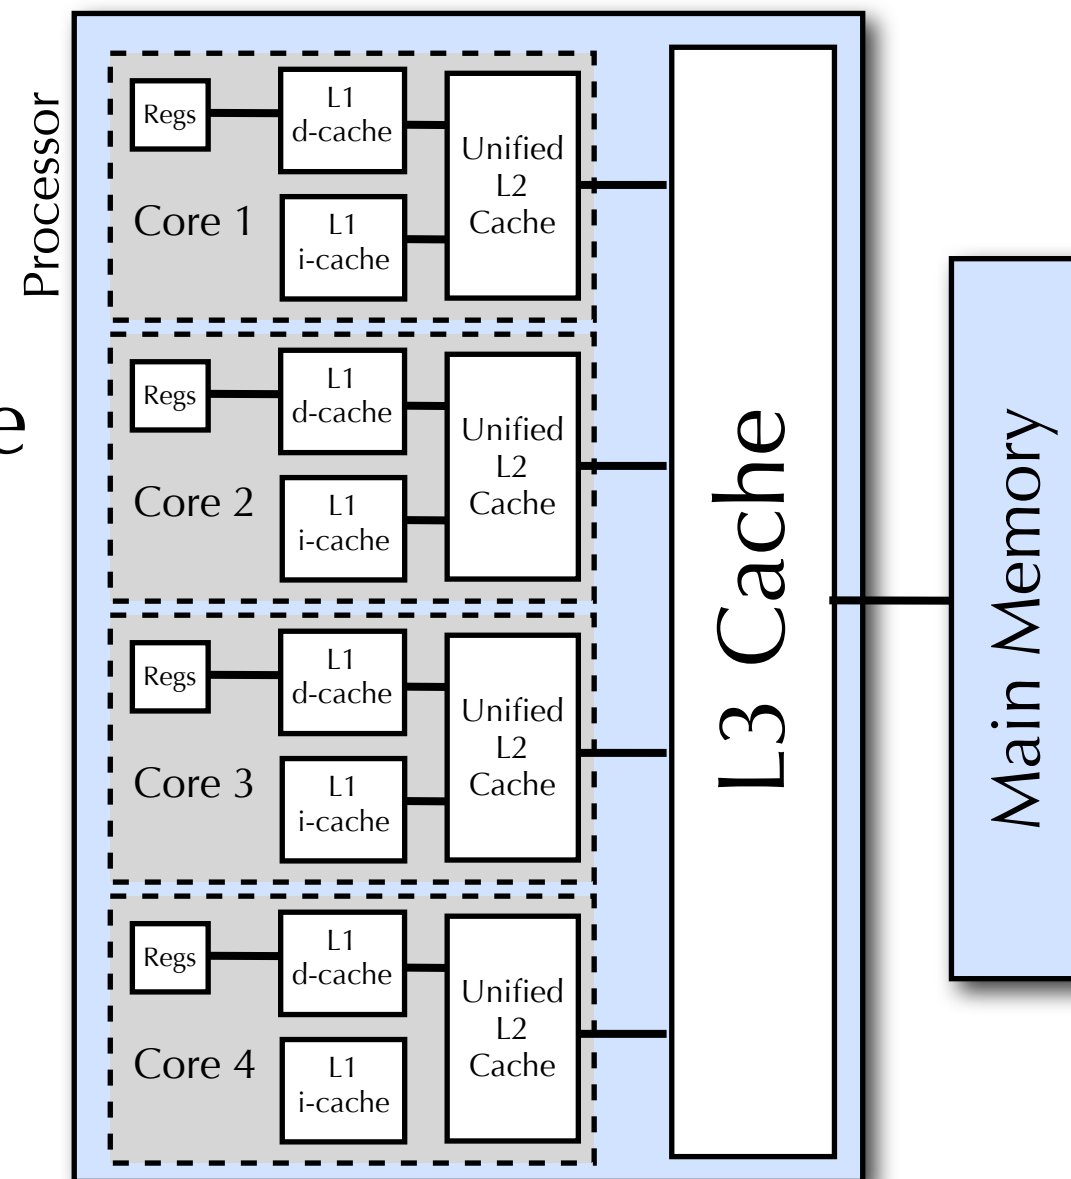 Processor
Regs
L1
d-cache
Unified
L2
Cache
Core 1
L1
i-cache
Regs
L1
d-cache
Unified
L2
Cache
Core 2
L1
i-cache
Regs
L1
d-cache
Unified
L2
Cache
Core 3
L1
i-cache
Regs
L1
d-cache
Unified
L2
Cache
Core 4
L1
i-cache
L3 Cache
Main Memory
e